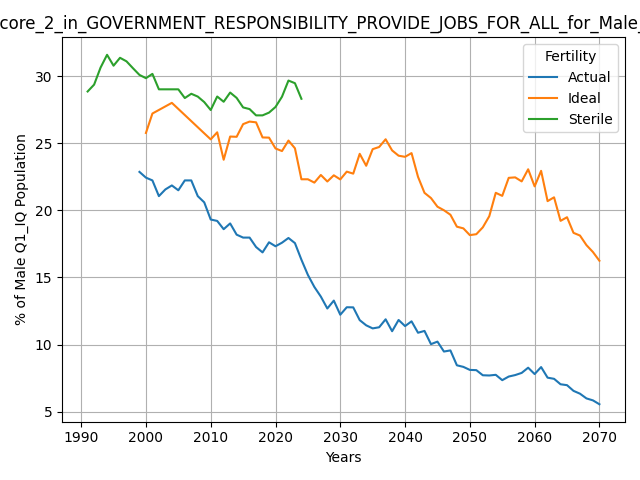 core_2_in_GOVERNMENT_RESPONSIBILITY_PROVIDE_JOBS_FOR_ALL_for_Male_
Fertility
Actual
Ideal
Sterile
% of Male Q1_IQ Population
30
25
20
15
10
5
1990 2000 2010 2020 2030 2040 2050 2060 2070
Years